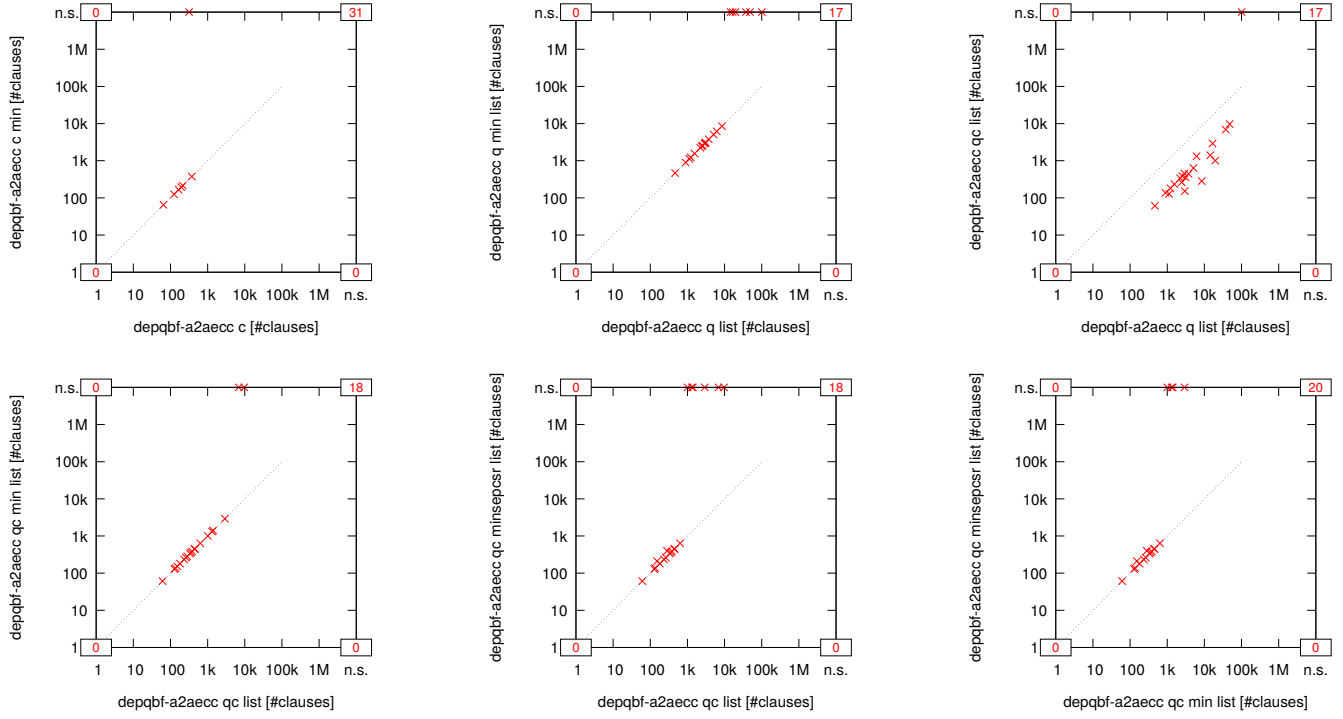 n.s. 0 31
1M
100k
10k
1k
100
10
1 0 0
1 10 100 1k 10k 100k 1M n.s.
depqbf-a2aecc c [#clauses]
depqbf-a2aecc c min [#clauses]
n.s. 0 17
1M
100k
10k
1k
100
10
1 0 0
1 10 100 1k 10k 100k 1M n.s.
depqbf-a2aecc q list [#clauses]
depqbf-a2aecc q min list [#clauses]
n.s. 0 17
1M
100k
10k
1k
100
10
1 0 0
1 10 100 1k 10k 100k 1M n.s.
depqbf-a2aecc q list [#clauses]
depqbf-a2aecc qc list [#clauses]
n.s. 0 18
1M
100k
10k
1k
100
10
1 0 0
1 10 100 1k 10k 100k 1M n.s.
depqbf-a2aecc qc list [#clauses]
depqbf-a2aecc qc min list [#clauses]
n.s. 0 18
1M
100k
10k
1k
100
10
1 0 0
1 10 100 1k 10k 100k 1M n.s.
depqbf-a2aecc qc list [#clauses]
depqbf-a2aecc qc minsepcsr list [#clauses]
n.s. 0 20
1M
100k
10k
1k
100
10
1 0 0
1 10 100 1k 10k 100k 1M n.s.
depqbf-a2aecc qc min list [#clauses]
depqbf-a2aecc qc minsepcsr list [#clauses]